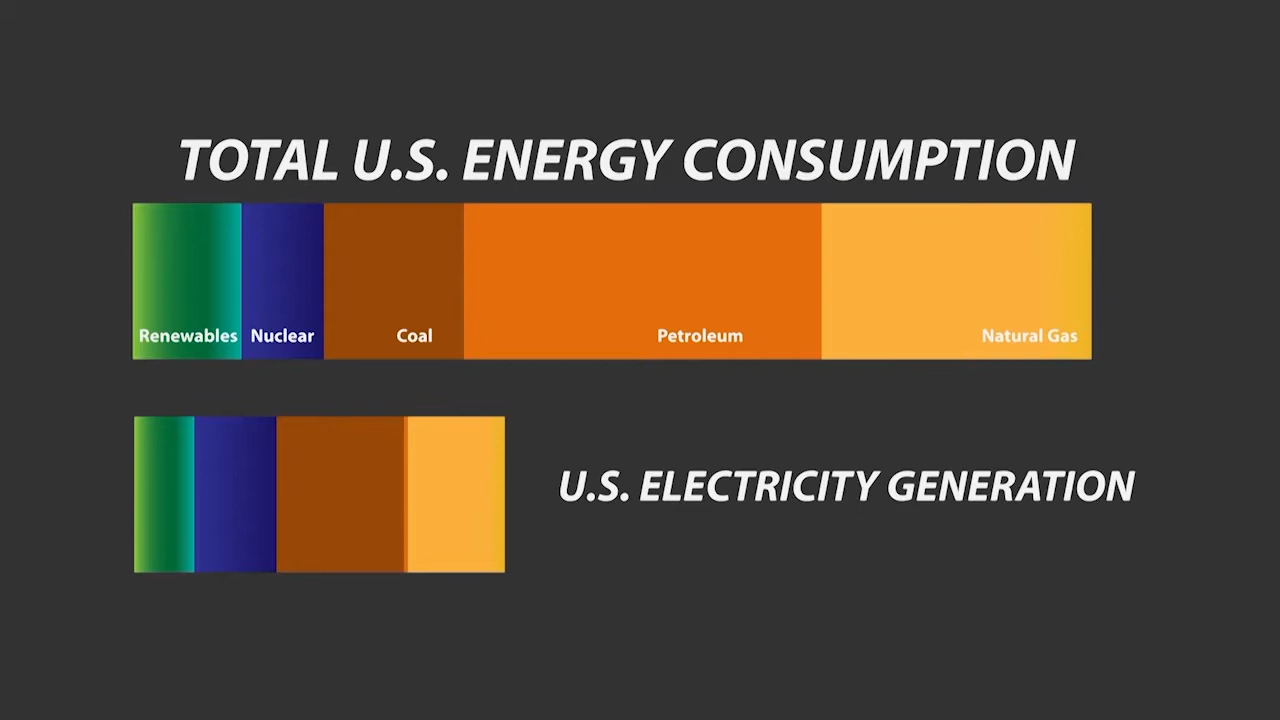 TOTAL U.S. ENERGY CONSUMPTION
Renewables Nuclear Coal Petroleum Natural Gas
U.S. ELECTRICITY GENERATION